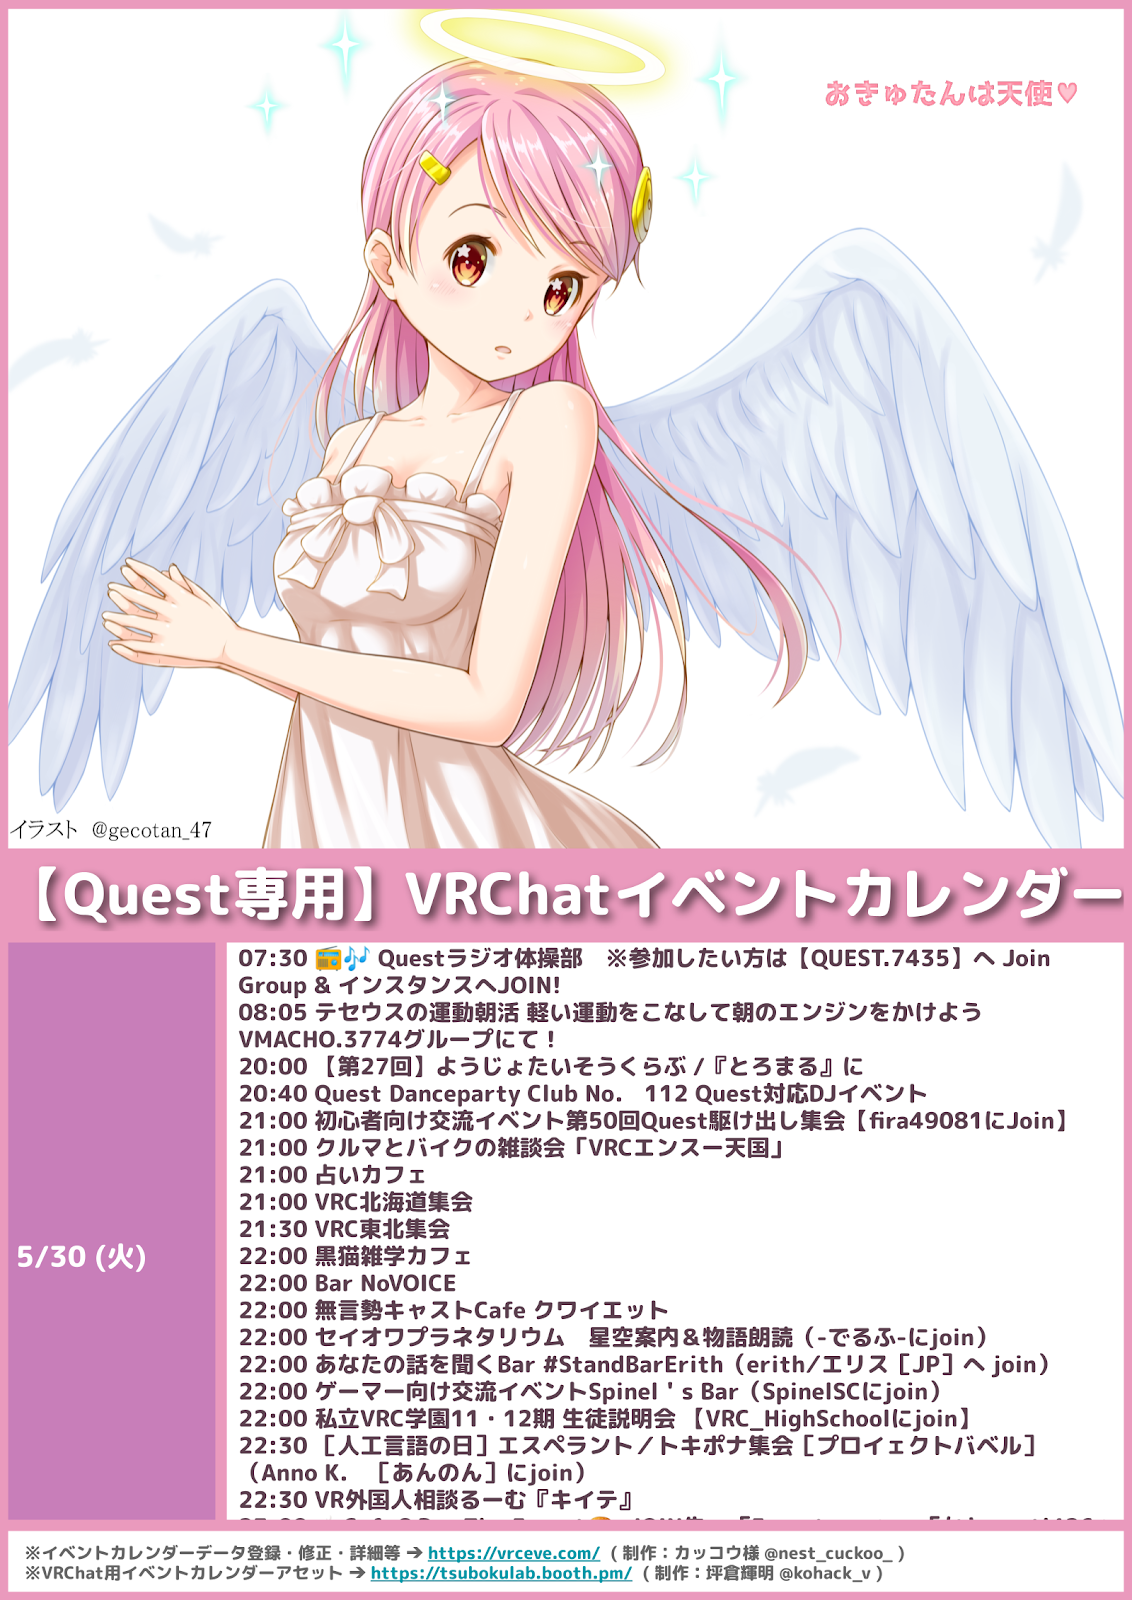 おきゅたんは天使♥
イラスト @gecotan_47
【Quest専用】VRChatイベントカレンダー
5/30 (火)
07:30 📻🎶 Questラジオ体操部　※参加したい方は【QUEST.7435】へ Join
Group & インスタンスへJOIN!
08:05 テセウスの運動朝活 軽い運動をこなして朝のエンジンをかけよう
VMACHO.3774グループにて！
20:00 【第27回】ようじょたいそうくらぶ /『とろまる』に
20:40 Quest Danceparty Club No.　112 Quest対応DJイベント
21:00 初心者向け交流イベント第50回Quest駆け出し集会【fira49081にJoin】
21:00 クルマとバイクの雑談会「VRCエンスー天国」
21:00 占いカフェ
21:00 VRC北海道集会
21:30 VRC東北集会
22:00 黒猫雑学カフェ
22:00 Bar NoVOICE
22:00 無言勢キャストCafe クワイエット
22:00 セイオワプラネタリウム　星空案内＆物語朗読（-でるふ-にjoin）
22:00 あなたの話を聞くBar #StandBarErith（erith/エリス［JP］へ join）
22:00 ゲーマー向け交流イベントSpinel＇s Bar（SpinelSCにjoin）
22:00 私立VRC学園11・12期 生徒説明会 【VRC_HighSchoolにjoin】
22:30 ［人工言語の日］エスペラント／トキポナ集会［プロイェクトバベル］
（Anno K.　［あんのん］にjoin）
22:30 VR外国人相談るーむ『キイテ』
※イベントカレンダーデータ登録・修正・詳細等 ➔ https://vrceve.com/ （制作：カッコウ様 @nest_cuckoo_ ）
※VRChat用イベントカレンダーアセット ➔ https://tsubokulab.booth.pm/ （制作：坪倉輝明 @kohack_v ）